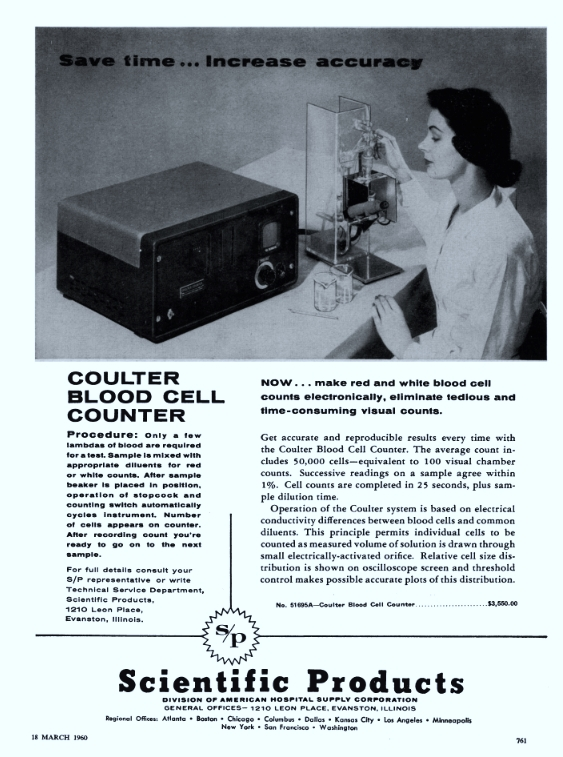 Save time... Increase accuracy
COULTER
BLOOD CELL
COUNTER
Procedure: Only a few
lambdas of blood are required
for a test. Sample is mixed with
appropriate diluents for red
or white counts. After sample
beaker is placed in position,
operation of stopcock and
counting switch automatically
cycles instrument. Number
of cells appears on counter.
After recording count you're
ready to go on to the next
sample.
For full details consult your
S/P representative or write
Technical Service Department,
Scientific Products,
1210 Leon Place,
Evanston, Illinois.
NOW... make red and white blood cell
counts electronically, eliminate tedious and
time-consuming visual counts.
Get accurate and reproducible results every time with
the Coulter Blood Cell Counter. The average count in-
cludes 50,000 cells—equivalent to 100 visual chamber
counts. Successive readings on a sample agree within
1%. Cell counts are completed in 25 seconds, plus sam-
ple dilution time.
Operation of the Coulter system is based on electrical
conductivity differences between blood cells and common
diluents. This principle permits individual cells to be
counted as measured volume of solution is drawn through
small electrically-activated orifice. Relative cell size dis-
tribution is shown on oscilloscope screen and threshold
control makes possible accurate plots of this distribution.
No. 51695A—Coulter Blood Cell Counter........................$3,550.00
s/p
Scientific Products
DIVISION OF AMERICAN HOSPITAL SUPPLY CORPORATION
GENERAL OFFICES—1210 LEON PLACE, EVANSTON, ILLINOIS
Regional Offices: Atlanta • Boston • Chicago • Columbus • Dallas • Kansas City • Los Angeles • Minneapolis
New York • San Francisco • Washington
18 MARCH 1960
761